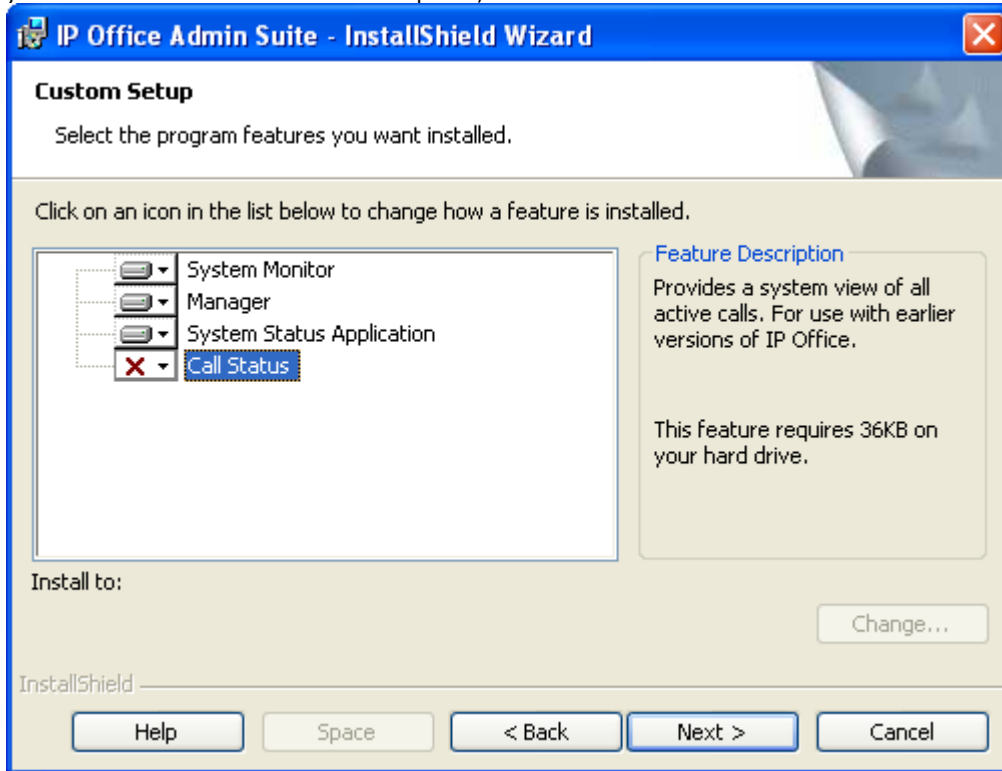 IP Office Admin Suite - InstallShield Wizard
Custom Setup
Select the program features you want installed.
Click on an icon in the list below to change how a feature is installed.
System Monitor
Manager
System Status Application
Call Status
Feature Description
Provides a system view of all
active calls. For use with earlier
versions of IP Office.
This feature requires 36KB on
your hard drive.
Install to:
Change...
InstallShield
Help
Space
< Back
Next >
Cancel